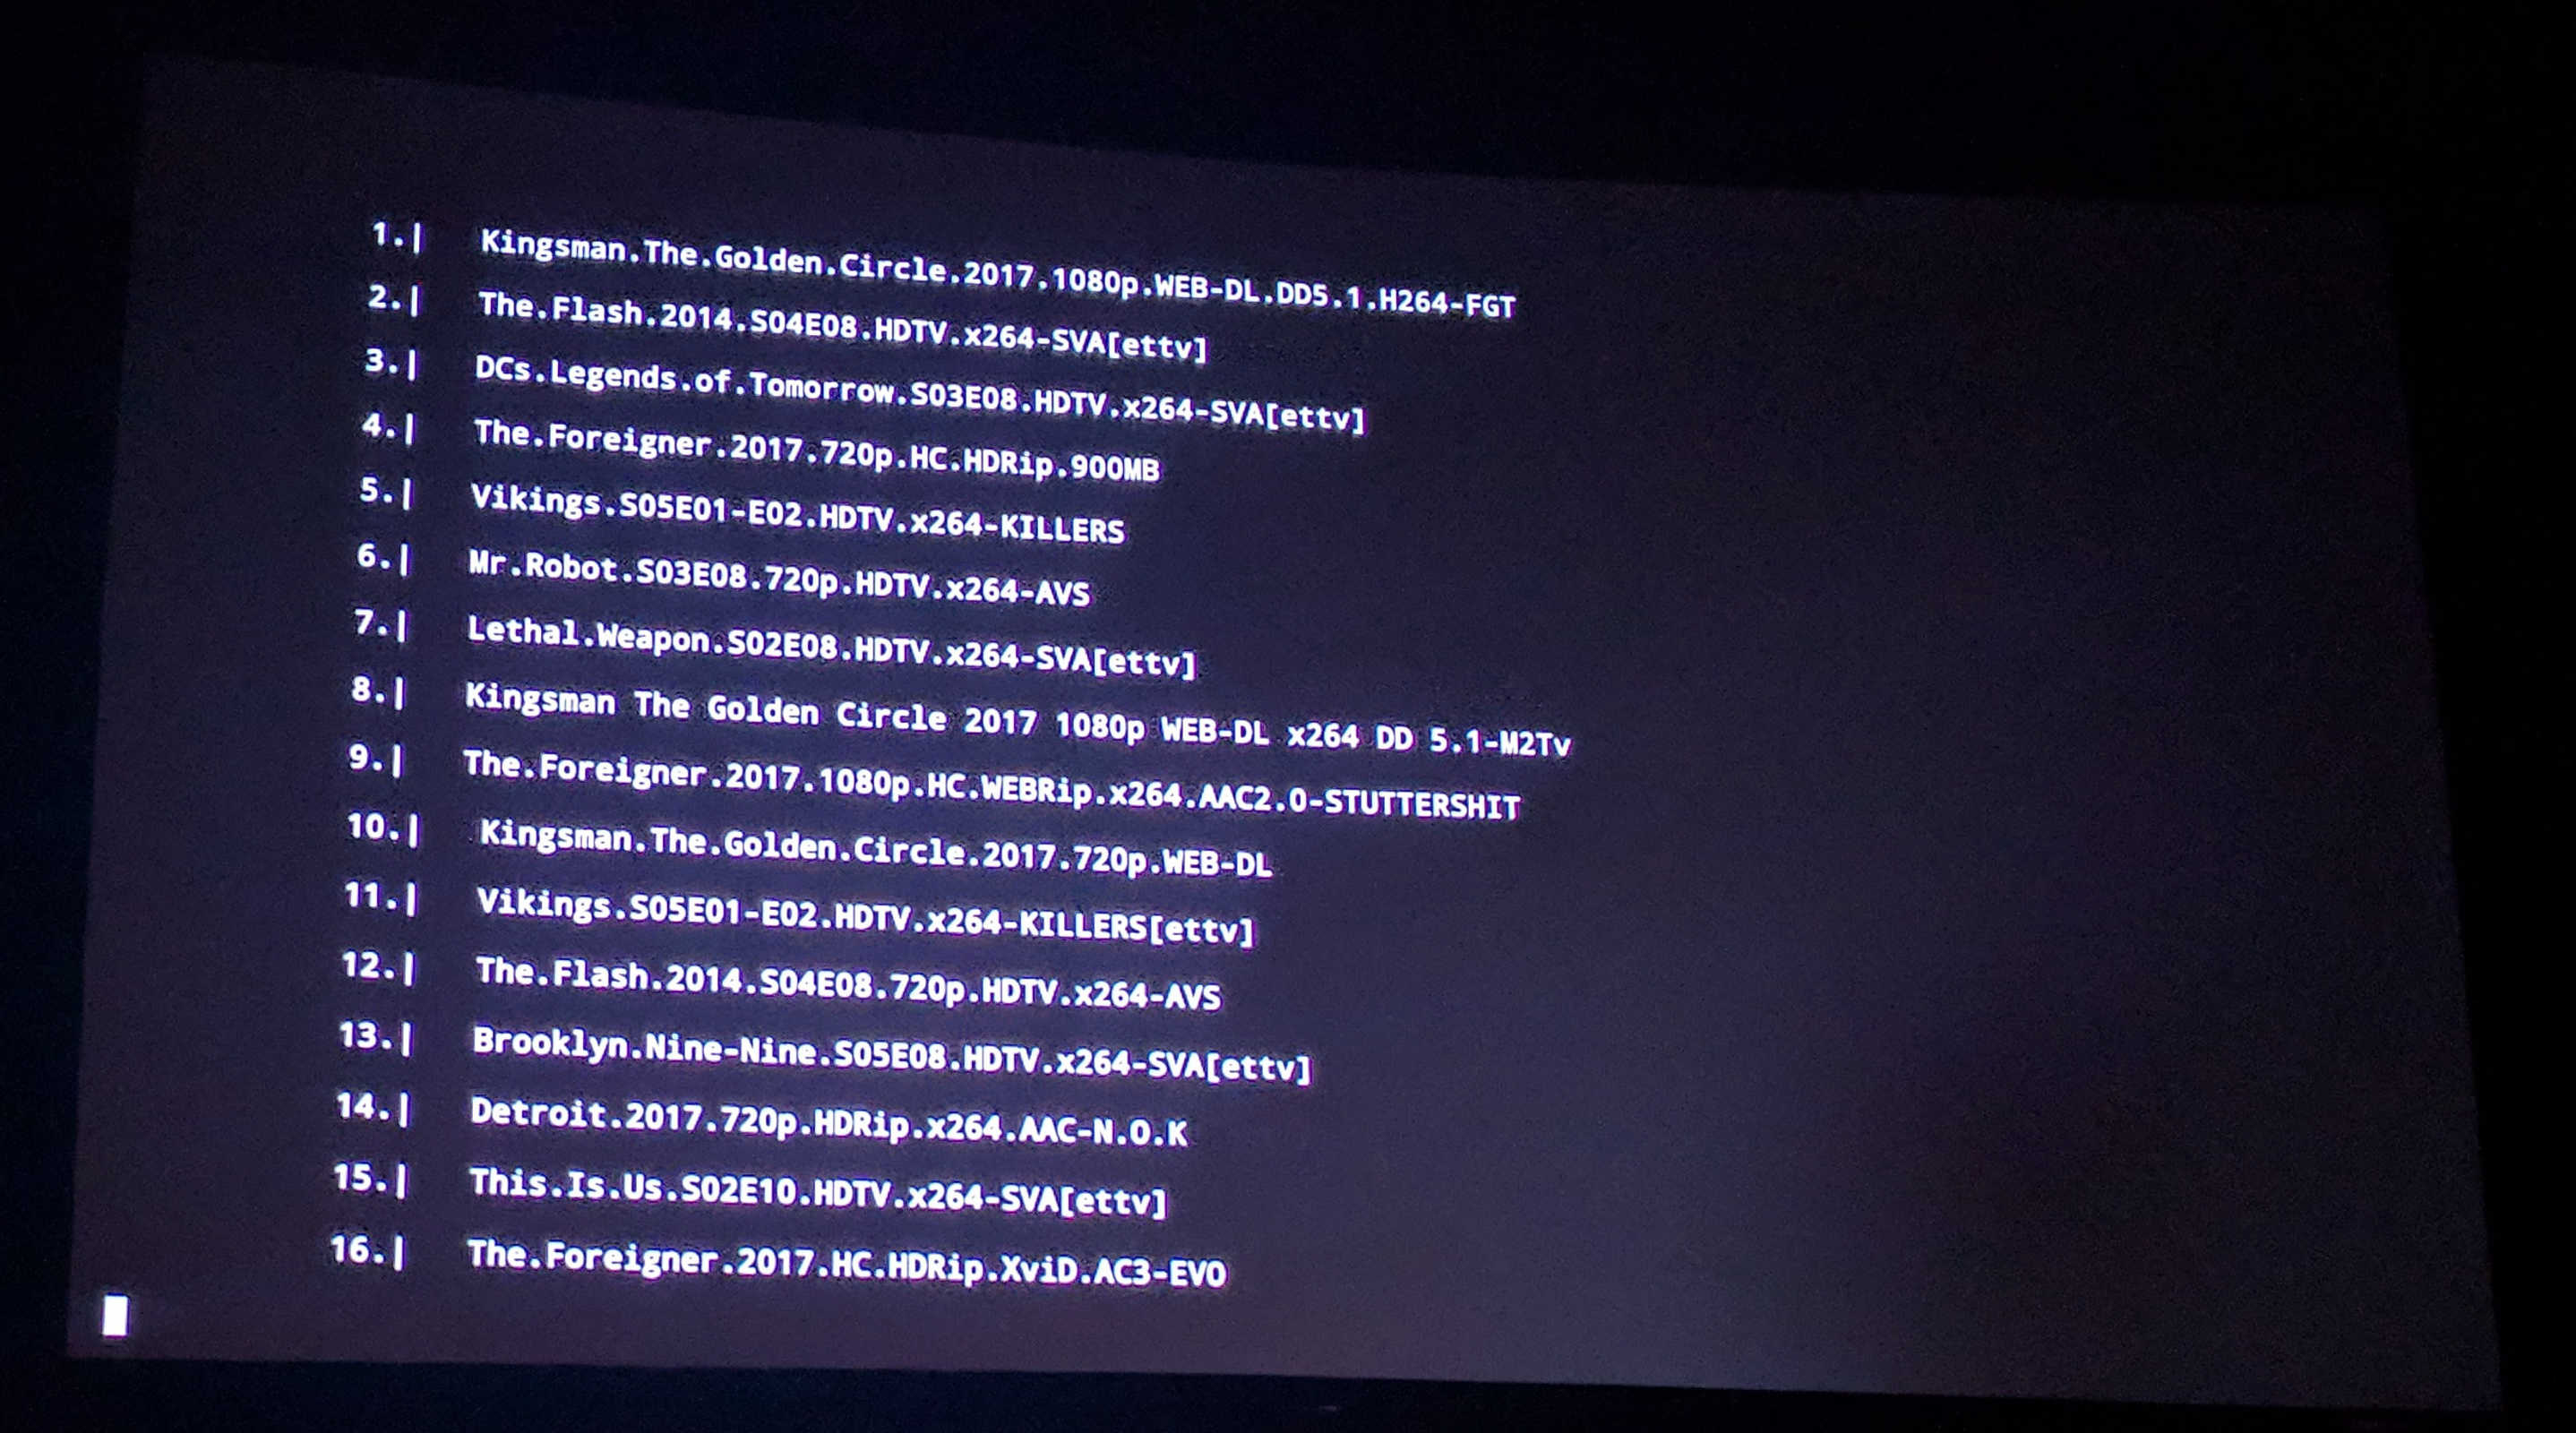 1.| Kingsman.The.Golden.Circle.2017.1080p.WEB-DL.DD5.1.H264-FGT
2.| The.Flash.2014.S04E08.HDTV.x264-SVA[ettv]
3.| DCs.Legends.of.Tomorrow.S03E08.HDTV.x264-SVA[ettv]
4.| The.Foreigner.2017.720p.HC.HDRip.900MB
5.| Vikings.S05E01-E02.HDTV.x264-KILLERS
6.| Mr.Robot.S03E08.720p.HDTV.x264-AVS
7.| Lethal.Weapon.S02E08.HDTV.x264-SVA[ettv]
8.| Kingsman The Golden Circle 2017 1080p WEB-DL x264 DD 5.1-M2Tv
9.| The.Foreigner.2017.1080p.HC.WEBRip.x264.AAC2.0-STUTTERSHIT
10.| Kingsman.The.Golden.Circle.2017.720p.WEB-DL
11.| Vikings.S05E01-E02.HDTV.x264-KILLERS[ettv]
12.| The.Flash.2014.S04E08.720p.HDTV.x264-AVS
13.| Brooklyn.Nine-Nine.S05E08.HDTV.x264-SVA[ettv]
14.| Detroit.2017.720p.HDRip.x264.AAC-N.O.K
15.| This.Is.Us.S02E10.HDTV.x264-SVA[ettv]
16.| The.Foreigner.2017.HC.HDRip.XviD.AC3-EVO